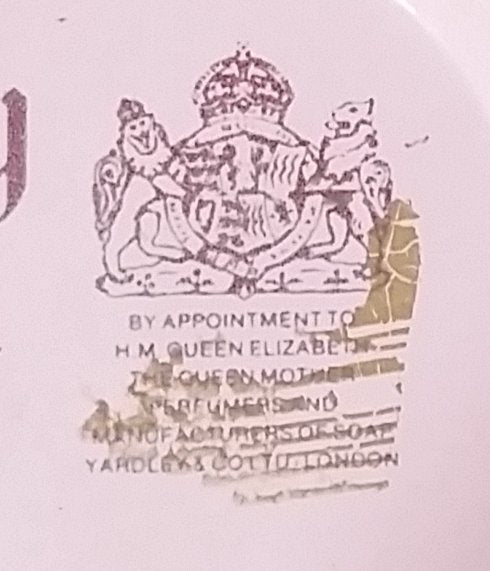 y
BY APPOINTMENT TO
H.M. QUEEN ELIZABETH
THE QUEEN MOTHER
PERFUMERS AND
MANUFACTURERS OF SOAP
YARDLEY & CO LTD. LONDON